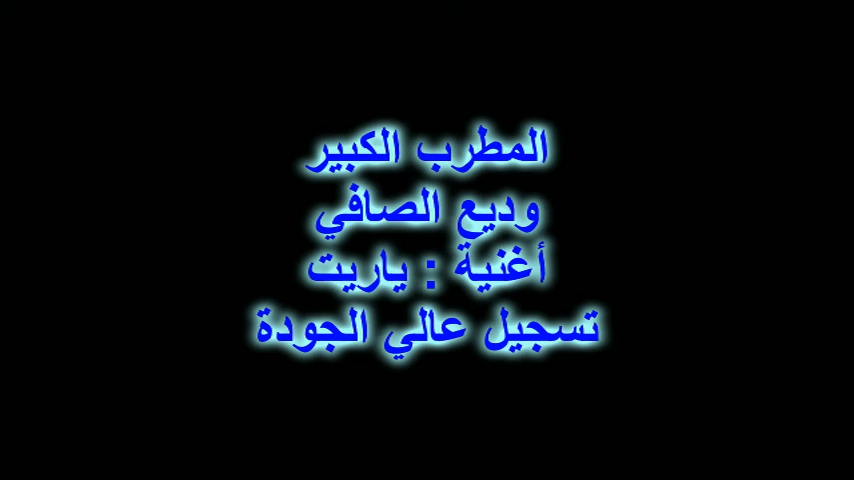 المطرب الكبير
وديع الصافي
أغنية : ياريت
تسجيل عالي الجودة